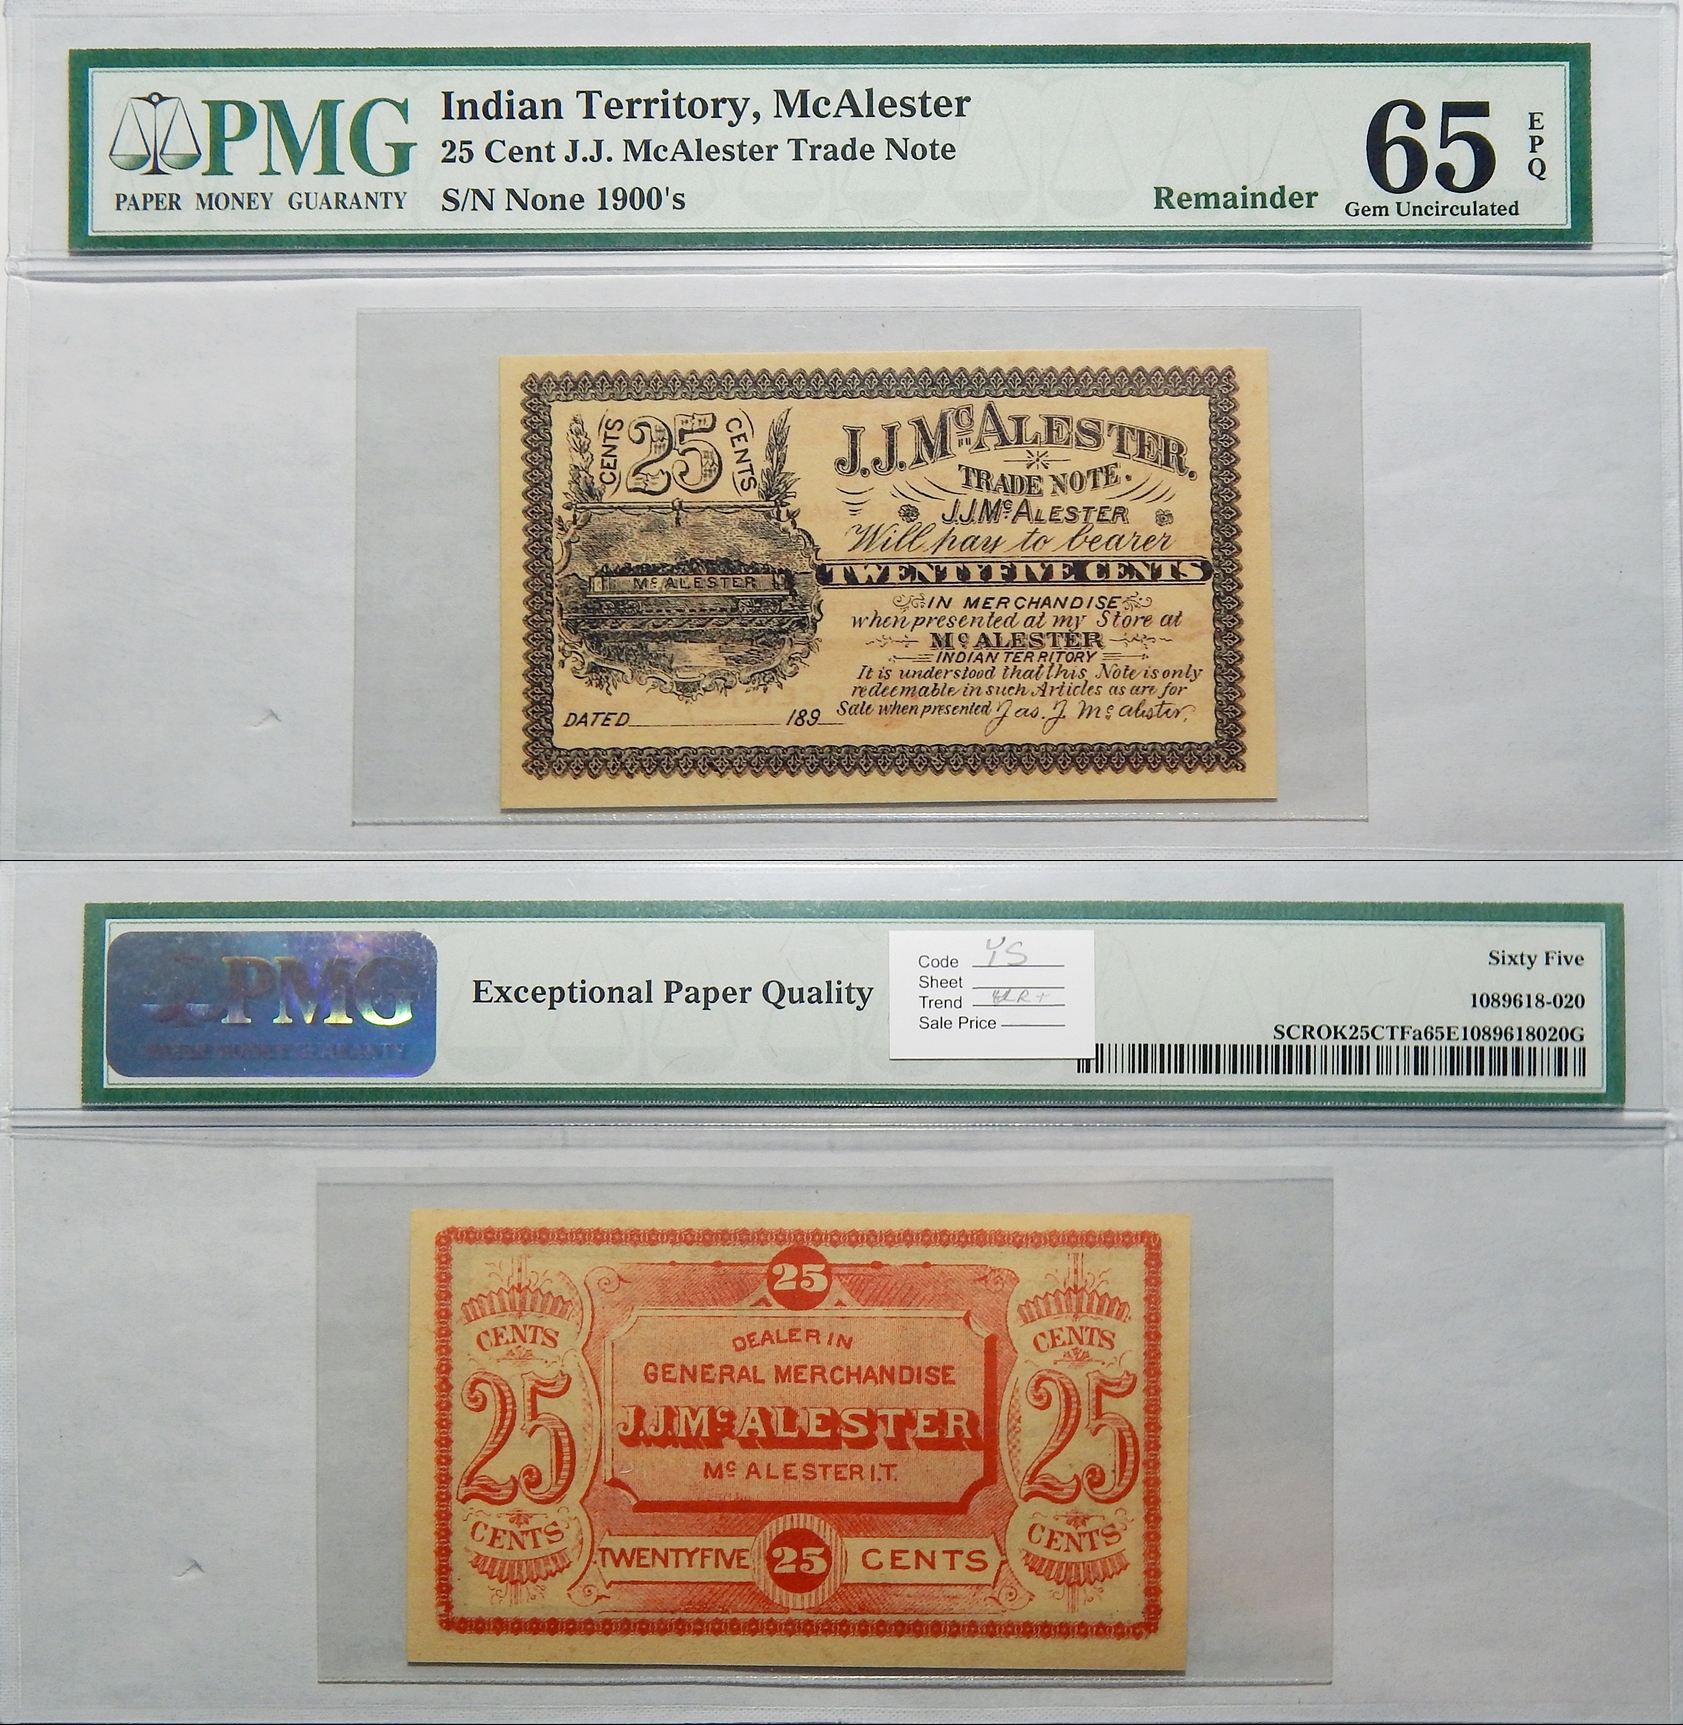 PMG
PAPER MONEY GUARANTY
Indian Territory, McAlester
25 Cent J.J. McAlester Trade Note
S/N None 1900's
Remainder
65
EPQ
Gem Uncirculated
CENTS 25 CENTS
J.J. McALESTER.
TRADE NOTE.
J.J. McALESTER
Will pay to bearer
TWENTYFIVE CENTS
McALESTER
IN MERCHANDISE
when presented at my Store at
McALESTER
INDIAN TERRITORY
It is understood that this Note is only
redeemable in such Articles as are for
Sale when presented Jas. J. McAlester,
DATED 189
PMG
PAPER MONEY GUARANTY
Exceptional Paper Quality
Code YS
Sheet
Trend
Sale Price
Sixty Five
1089618-020
SCROK25CTFa65E1089618020G
25
CENTS
25
CENTS
DEALER IN
GENERAL MERCHANDISE
J.J. McALESTER
McALESTER I.T.
TWENTYFIVE 25 CENTS
CENTS
25
CENTS